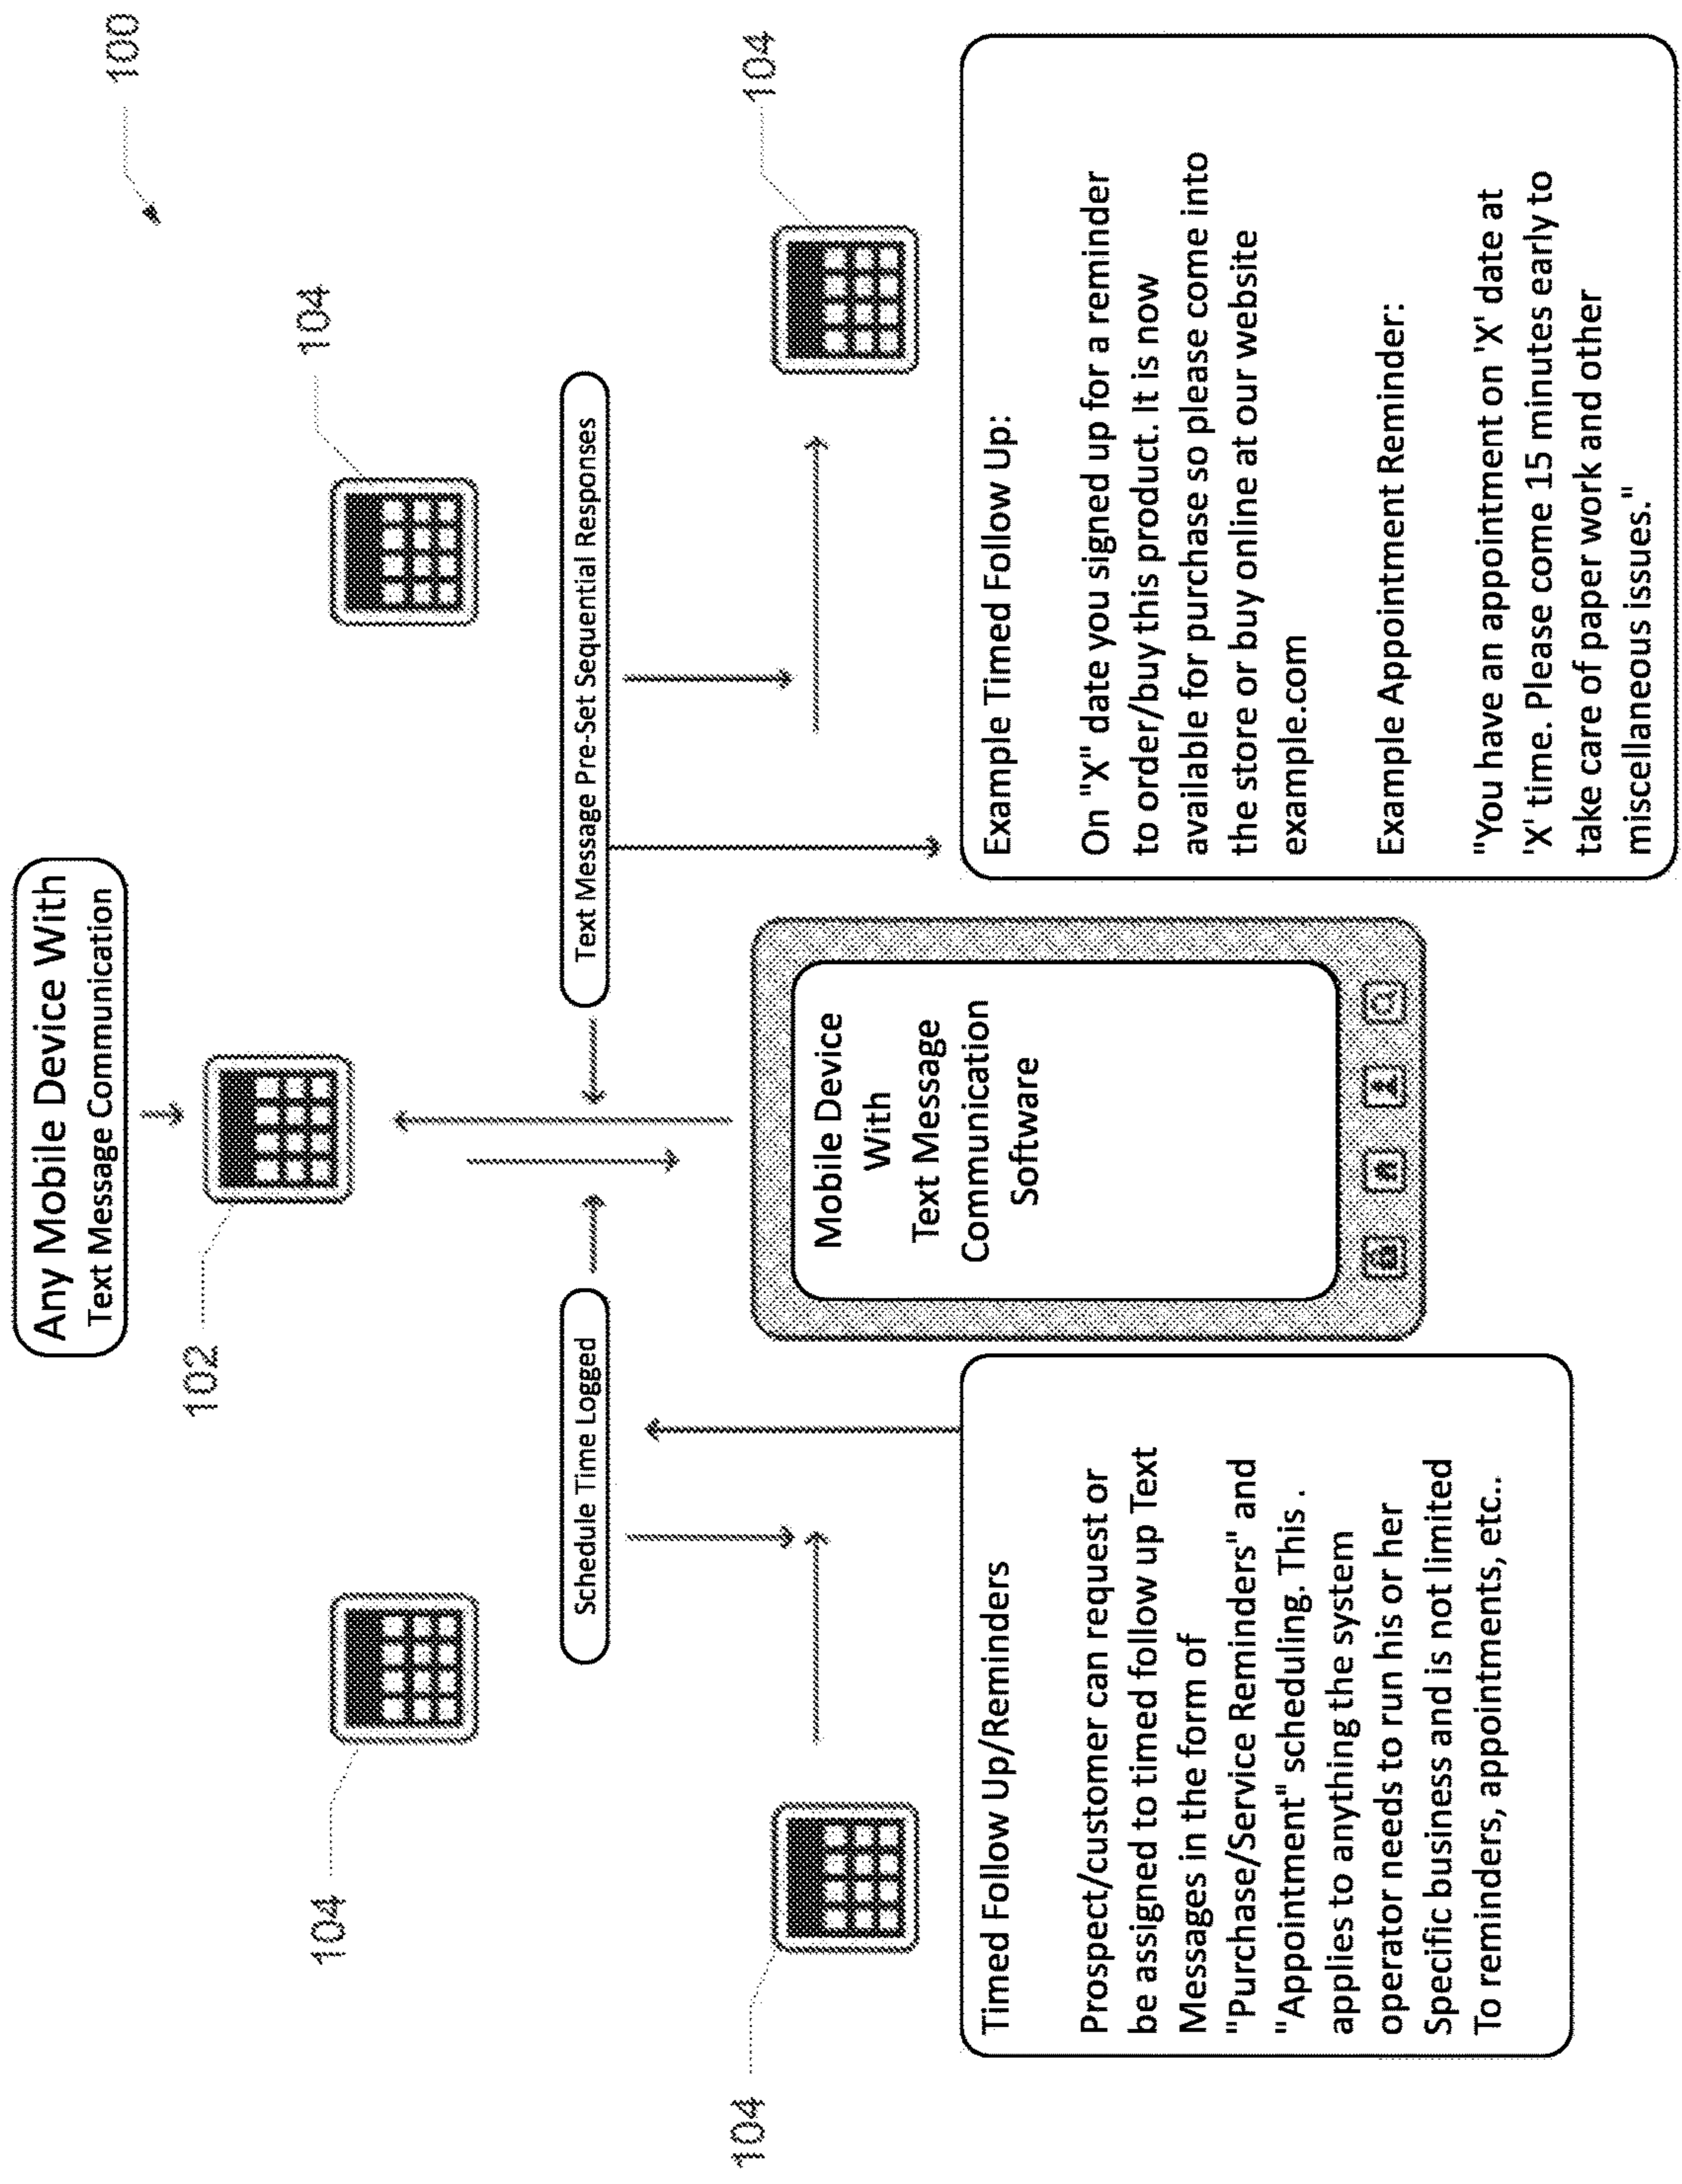 100
Any Mobile Device With
Text Message Communication
102
104
104
Schedule Time Logged
Text Message Pre-Set Sequential Responses
104
104
Mobile Device
With
Text Message
Communication
Software
Timed Follow Up/Reminders
Prospect/customer can request or
be assigned to timed follow up Text
Messages in the form of
"Purchase/Service Reminders" and
"Appointment" scheduling. This .
applies to anything the system
operator needs to run his or her
Specific business and is not limited
To reminders, appointments, etc..
Example Timed Follow Up:
On "X" date you signed up for a reminder
to order/buy this product. It is now
available for purchase so please come into
the store or buy online at our website
example.com
Example Appointment Reminder:
"You have an appointment on 'X' date at
'X' time. Please come 15 minutes early to
take care of paper work and other
miscellaneous issues."